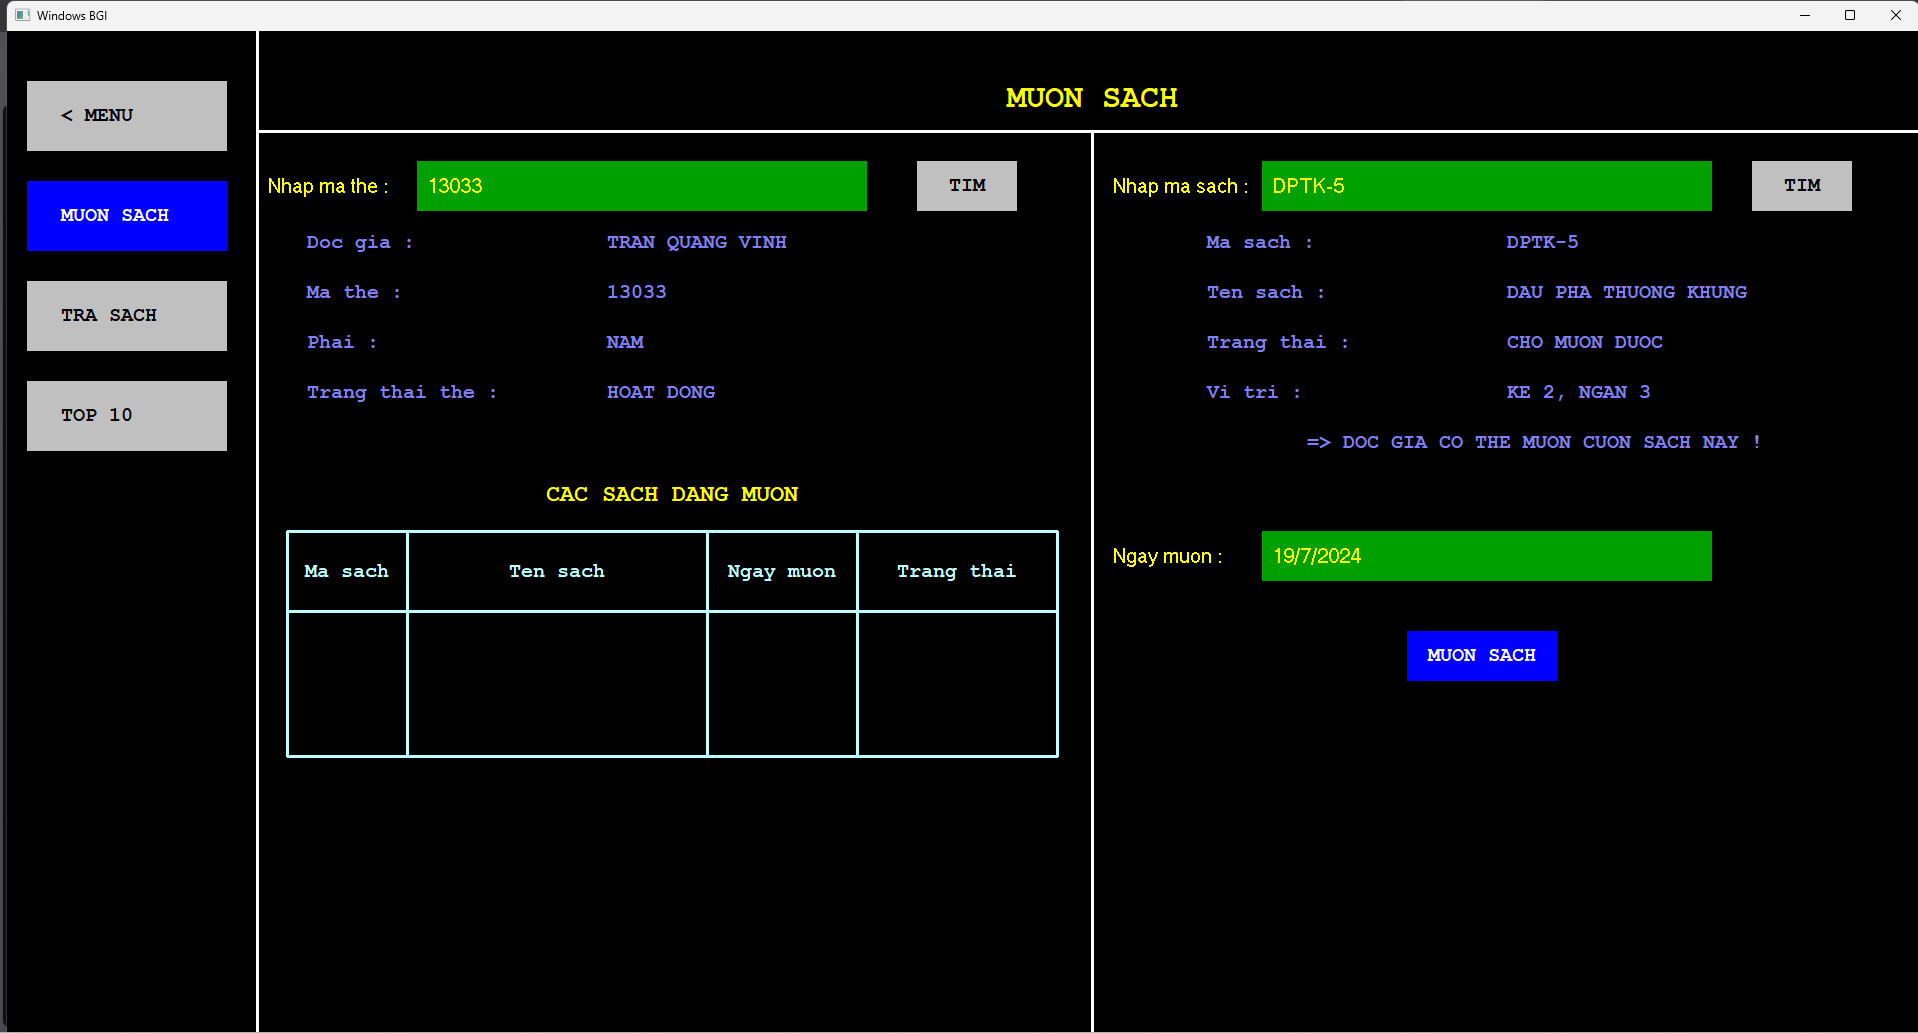 Windows BGI
< MENU
MUON SACH
TRA SACH
TOP 10
MUON SACH
Nhap ma the : 13033 TIM
Doc gia : TRAN QUANG VINH
Ma the : 13033
Phai : NAM
Trang thai the : HOAT DONG
CAC SACH DANG MUON
Ma sach Ten sach Ngay muon Trang thai
Nhap ma sach : DPTK-5 TIM
Ma sach : DPTK-5
Ten sach : DAU PHA THUONG KHUNG
Trang thai : CHO MUON DUOC
Vi tri : KE 2, NGAN 3
=> DOC GIA CO THE MUON CUON SACH NAY !
Ngay muon : 19/7/2024
MUON SACH